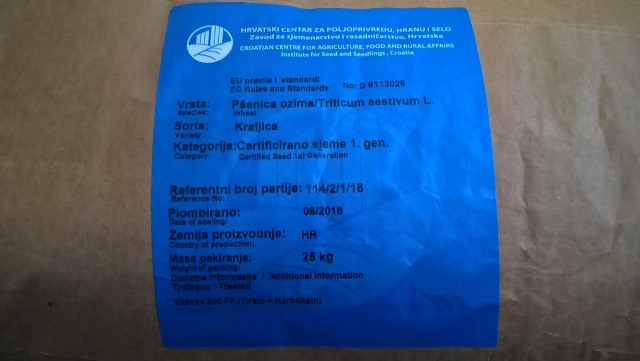 HRVATSKI CENTAR ZA POLJOPRIVREDU, HRANU I SELO
Zavod za sjemenarstvo i rasadničarstvo, Hrvatska
CROATIAN CENTRE FOR AGRICULTURE, FOOD AND RURAL AFFAIRS
Institute for Seed and Seedlings, Croatia
EU pravila i standardi
EC Rules and Standards No: D 9113026
Vrsta: Pšenica ozima/Triticum aestivum L.
Species: Wheat
Sorta: Kraljica
Variety:
Kategorija: Certificirano sjeme 1. gen.
Category: Certified Seed 1st Generation
Referentni broj partije: 114/2/1/18
Reference No:
Plombirano: 08/2018
Date of sealing:
Zemlja proizvodnje: HR
Country of production:
Masa pakiranja: 25 kg
Weight of packing:
Dodatne informacije / Additional information
Tretirano / Treated
Vitavax 200 FF (Tiram + Karboksin)